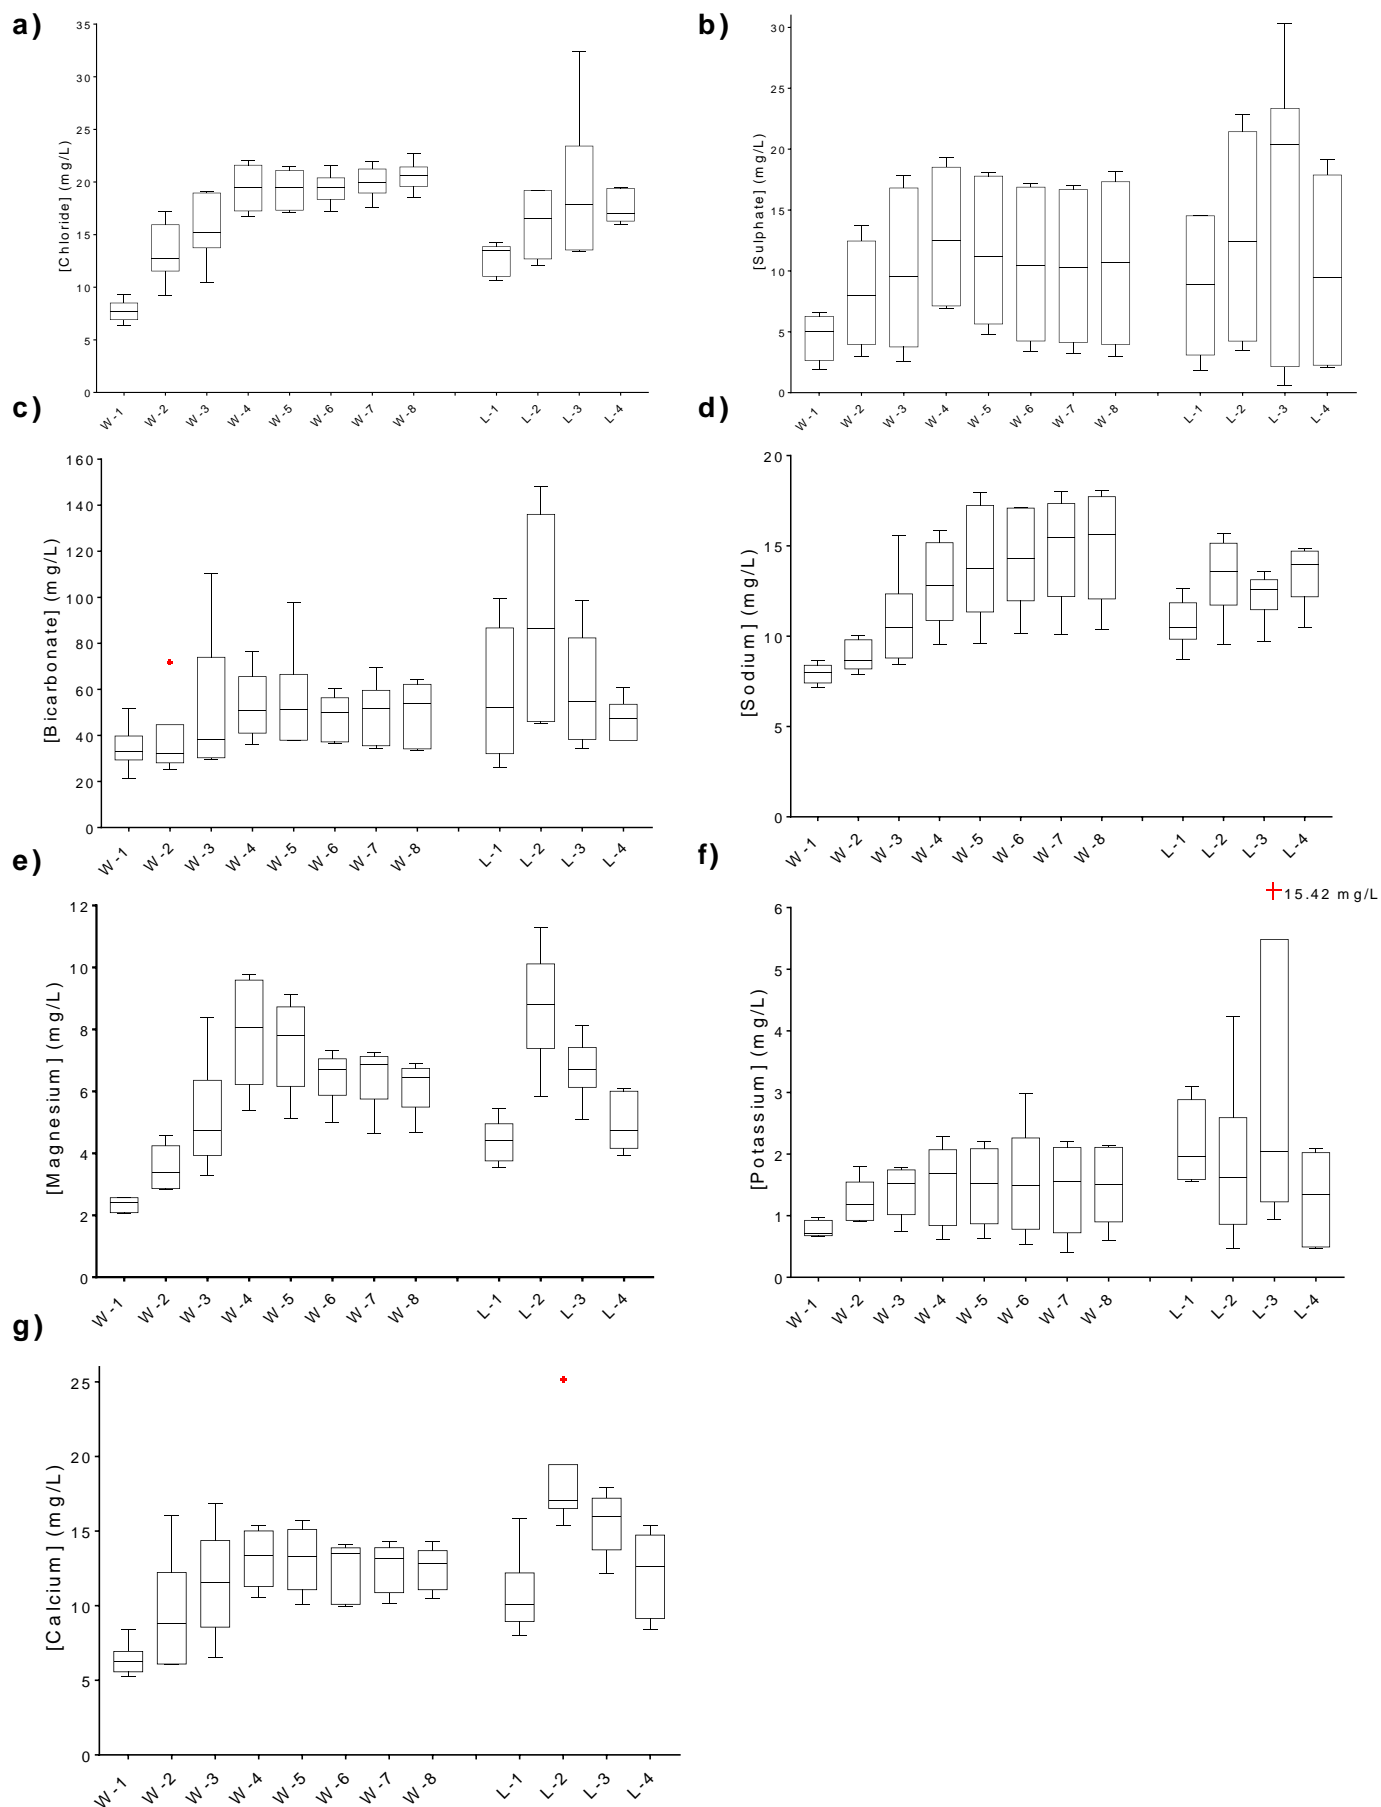 a)
[Chloride] (mg/L)
35
30
25
20
15
10
5
0
W-1 W-2 W-3 W-4 W-5 W-6 W-7 W-8 L-1 L-2 L-3 L-4
b)
[Sulphate] (mg/L)
30
25
20
15
10
5
0
W-1 W-2 W-3 W-4 W-5 W-6 W-7 W-8 L-1 L-2 L-3 L-4
c)
[Bicarbonate] (mg/L)
160
140
120
100
80
60
40
20
0
W-1 W-2 W-3 W-4 W-5 W-6 W-7 W-8 L-1 L-2 L-3 L-4
d)
[Sodium] (mg/L)
20
15
10
5
0
W-1 W-2 W-3 W-4 W-5 W-6 W-7 W-8 L-1 L-2 L-3 L-4
e)
[Magnesium] (mg/L)
12
10
8
6
4
2
0
W-1 W-2 W-3 W-4 W-5 W-6 W-7 W-8 L-1 L-2 L-3 L-4
f)
15.42 mg/L
[Potassium] (mg/L)
6
5
4
3
2
1
0
W-1 W-2 W-3 W-4 W-5 W-6 W-7 W-8 L-1 L-2 L-3 L-4
g)
[Calcium] (mg/L)
25
20
15
10
5
0
W-1 W-2 W-3 W-4 W-5 W-6 W-7 W-8 L-1 L-2 L-3 L-4